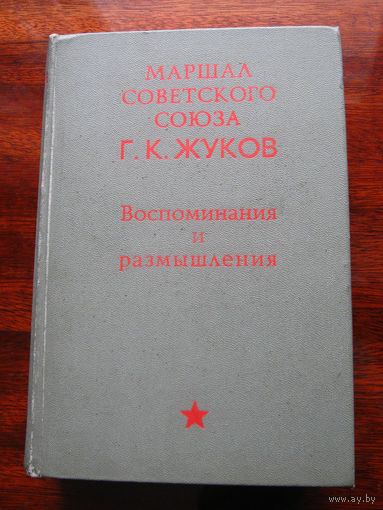 МАРШАЛ
СОВЕТСКОГО
СОЮЗА
Г. К. ЖУКОВ
Воспоминания
и
размышления
www.ay.by